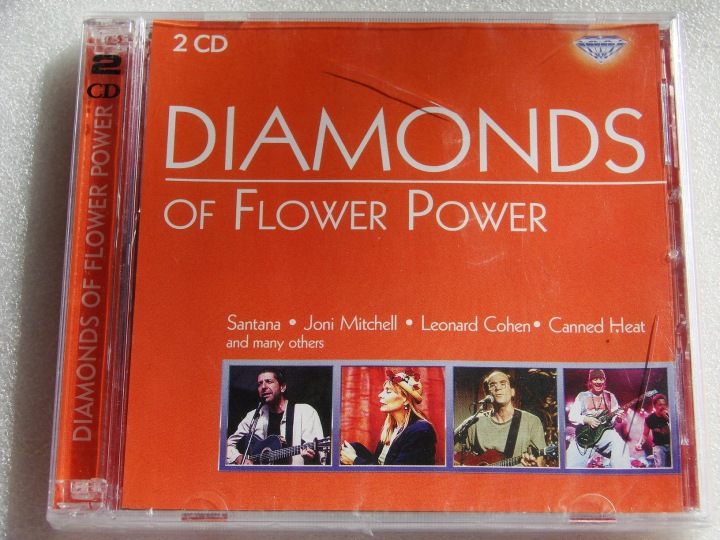 2 CD
DIAMONDS
OF FLOWER POWER
Santana • Joni Mitchell • Leonard Cohen • Canned Heat
and many others
2
CD
DIAMONDS OF FLOWER POWER